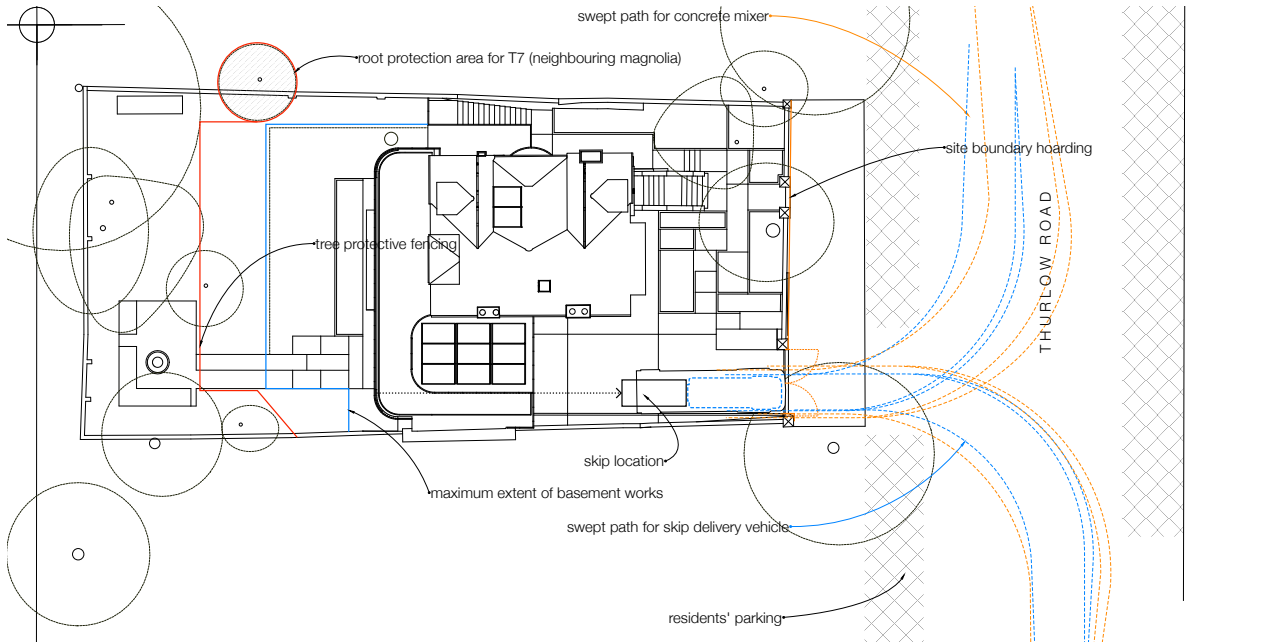 swept path for concrete mixer
root protection area for T7 (neighbouring magnolia)
site boundary hoarding
THURLOW ROAD
tree protective fencing
skip location
maximum extent of basement works
swept path for skip delivery vehicle
residents' parking